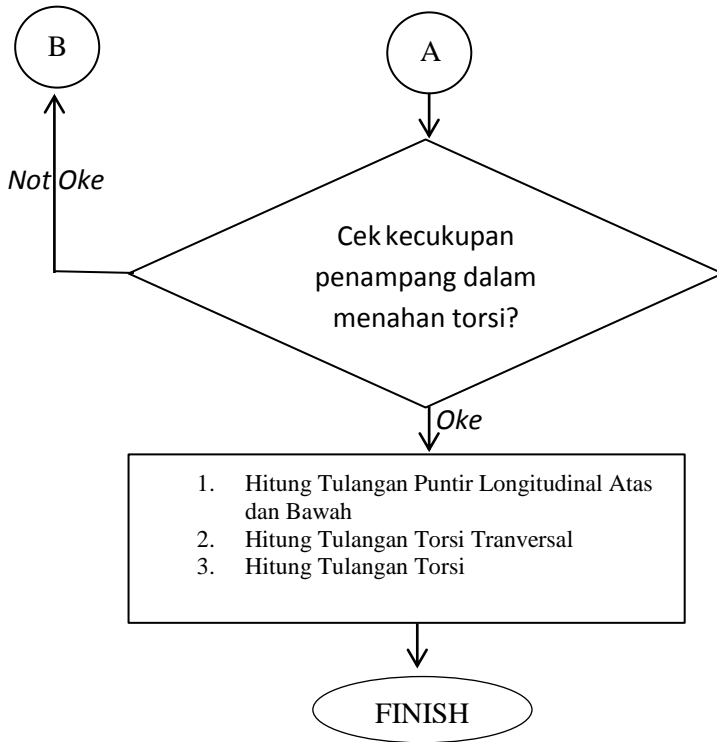 B
A
Not Oke
Cek kecukupan
penampang dalam
menahan torsi?
Oke
1. Hitung Tulangan Puntir Longitudinal Atas
dan Bawah
2. Hitung Tulangan Torsi Tranversal
3. Hitung Tulangan Torsi
FINISH